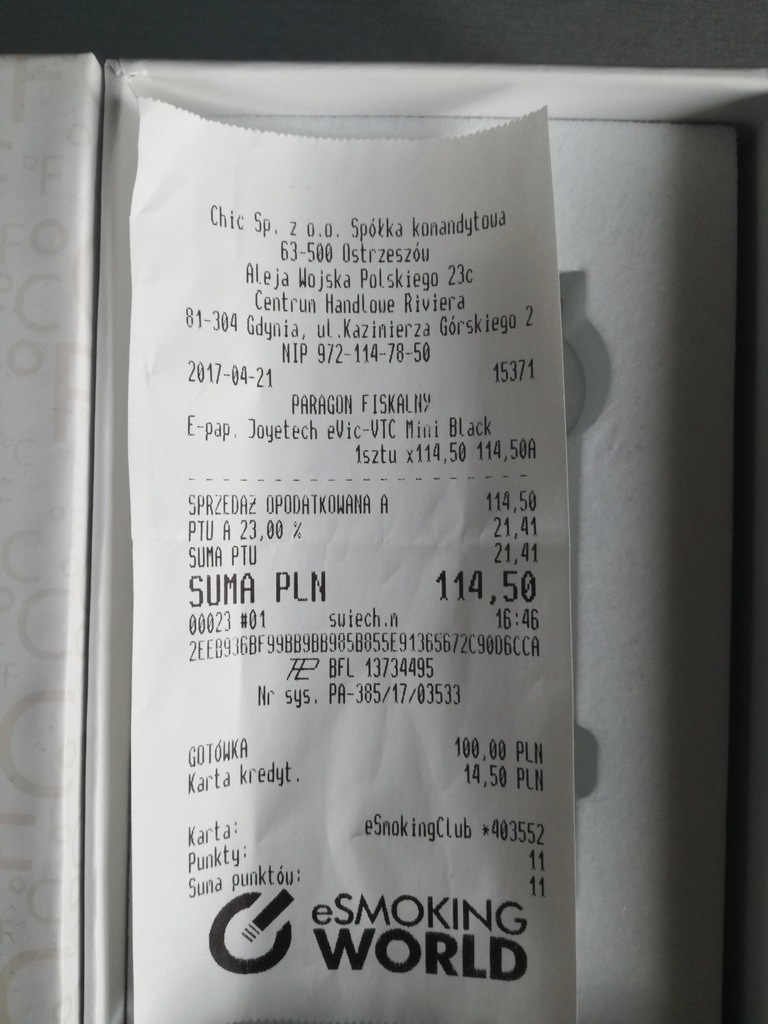 Chic Sp. z o.o. Spółka komandytowa
63-500 Ostrzeszów
Aleja Wojska Polskiego 23c
Centrum Handlowe Riviera
81-304 Gdynia, ul.Kazimierza Górskiego 2
NIP 972-114-78-50
2017-04-21 15371
PARAGON FISKALNY
E-pap. Joyetech eVic-VTC Mini Black
1sztu x114,50 114,50A
SPRZEDAŻ OPODATKOWANA A 114,50
PTU A 23,00 % 21,41
SUMA PTU 21,41
SUMA PLN 114,50
00023 #01 swiech.m 16:46
2EEB936BF99BB9BB985B855E91365672C90D6CCA
BFL 13734495
Nr sys. PA-385/17/03533
GOTÓWKA 100,00 PLN
Karta kredyt. 14,50 PLN
Karta: eSmokingClub *403552
Punkty: 11
Suma punktów: 11
eSMOKING
WORLD